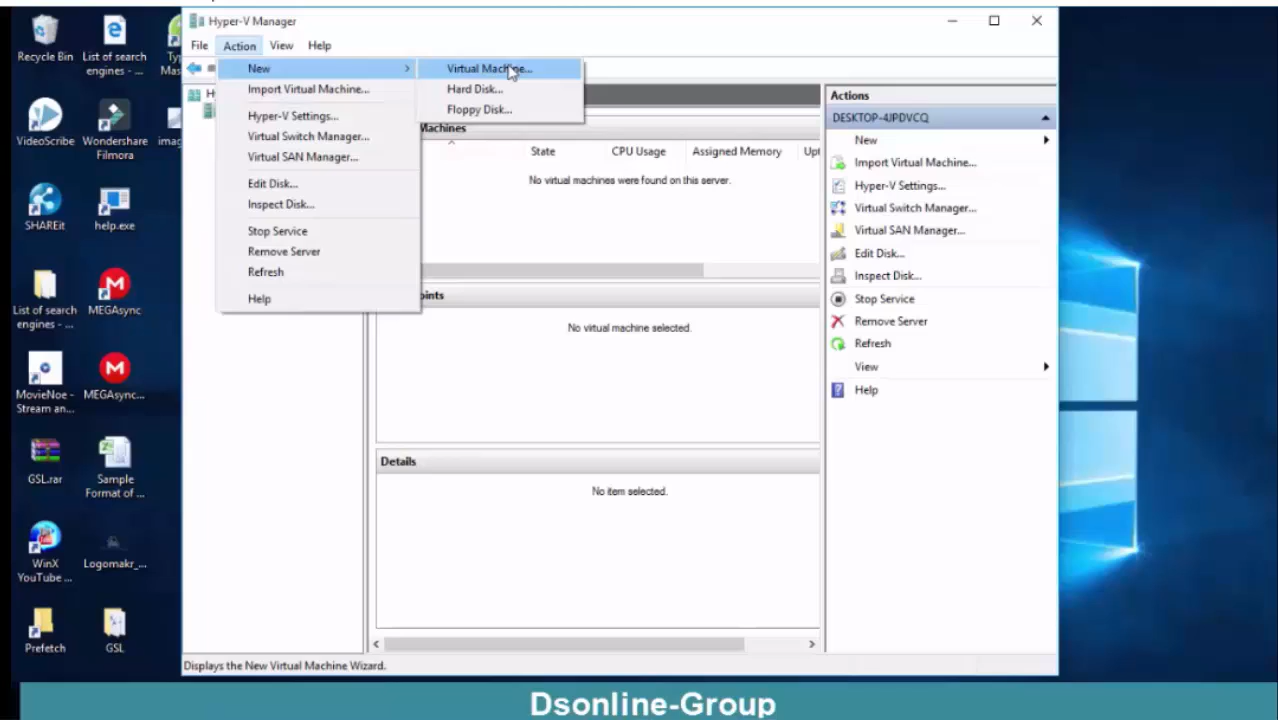 Recycle Bin
List of search
engines - ...
Ty
Mas
VideoScribe
Wondershare
Filmora
imag
SHAREit
help.exe
List of search
engines - ...
MEGAsync
MovieNoe -
Stream an...
MEGAsync...
GSL.rar
Sample
Format of ...
WinX
YouTube ...
Logomakr_...
Prefetch
GSL
Hyper-V Manager
File Action View Help
New
Import Virtual Machine...
Hyper-V Settings...
Virtual Switch Manager...
Virtual SAN Manager...
Edit Disk...
Inspect Disk...
Stop Service
Remove Server
Refresh
Help
Hard Disk...
Floppy Disk...
Machines
State CPU Usage Assigned Memory Upt
No virtual machines were found on this server.
oints
No virtual machine selected.
Details
No item selected.
Actions
DESKTOP-4JPDVCQ
New
Import Virtual Machine...
Hyper-V Settings...
Virtual Switch Manager...
Virtual SAN Manager...
Edit Disk...
Inspect Disk...
Stop Service
Remove Server
Refresh
View
Help
Displays the New Virtual Machine Wizard.
Dsonline-Group